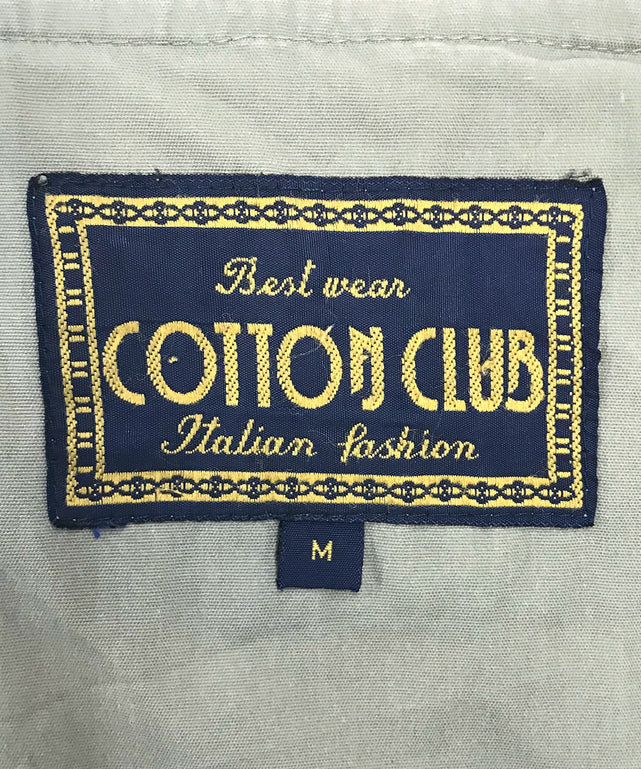 Best wear
COTTON CLUB
Italian fashion
M